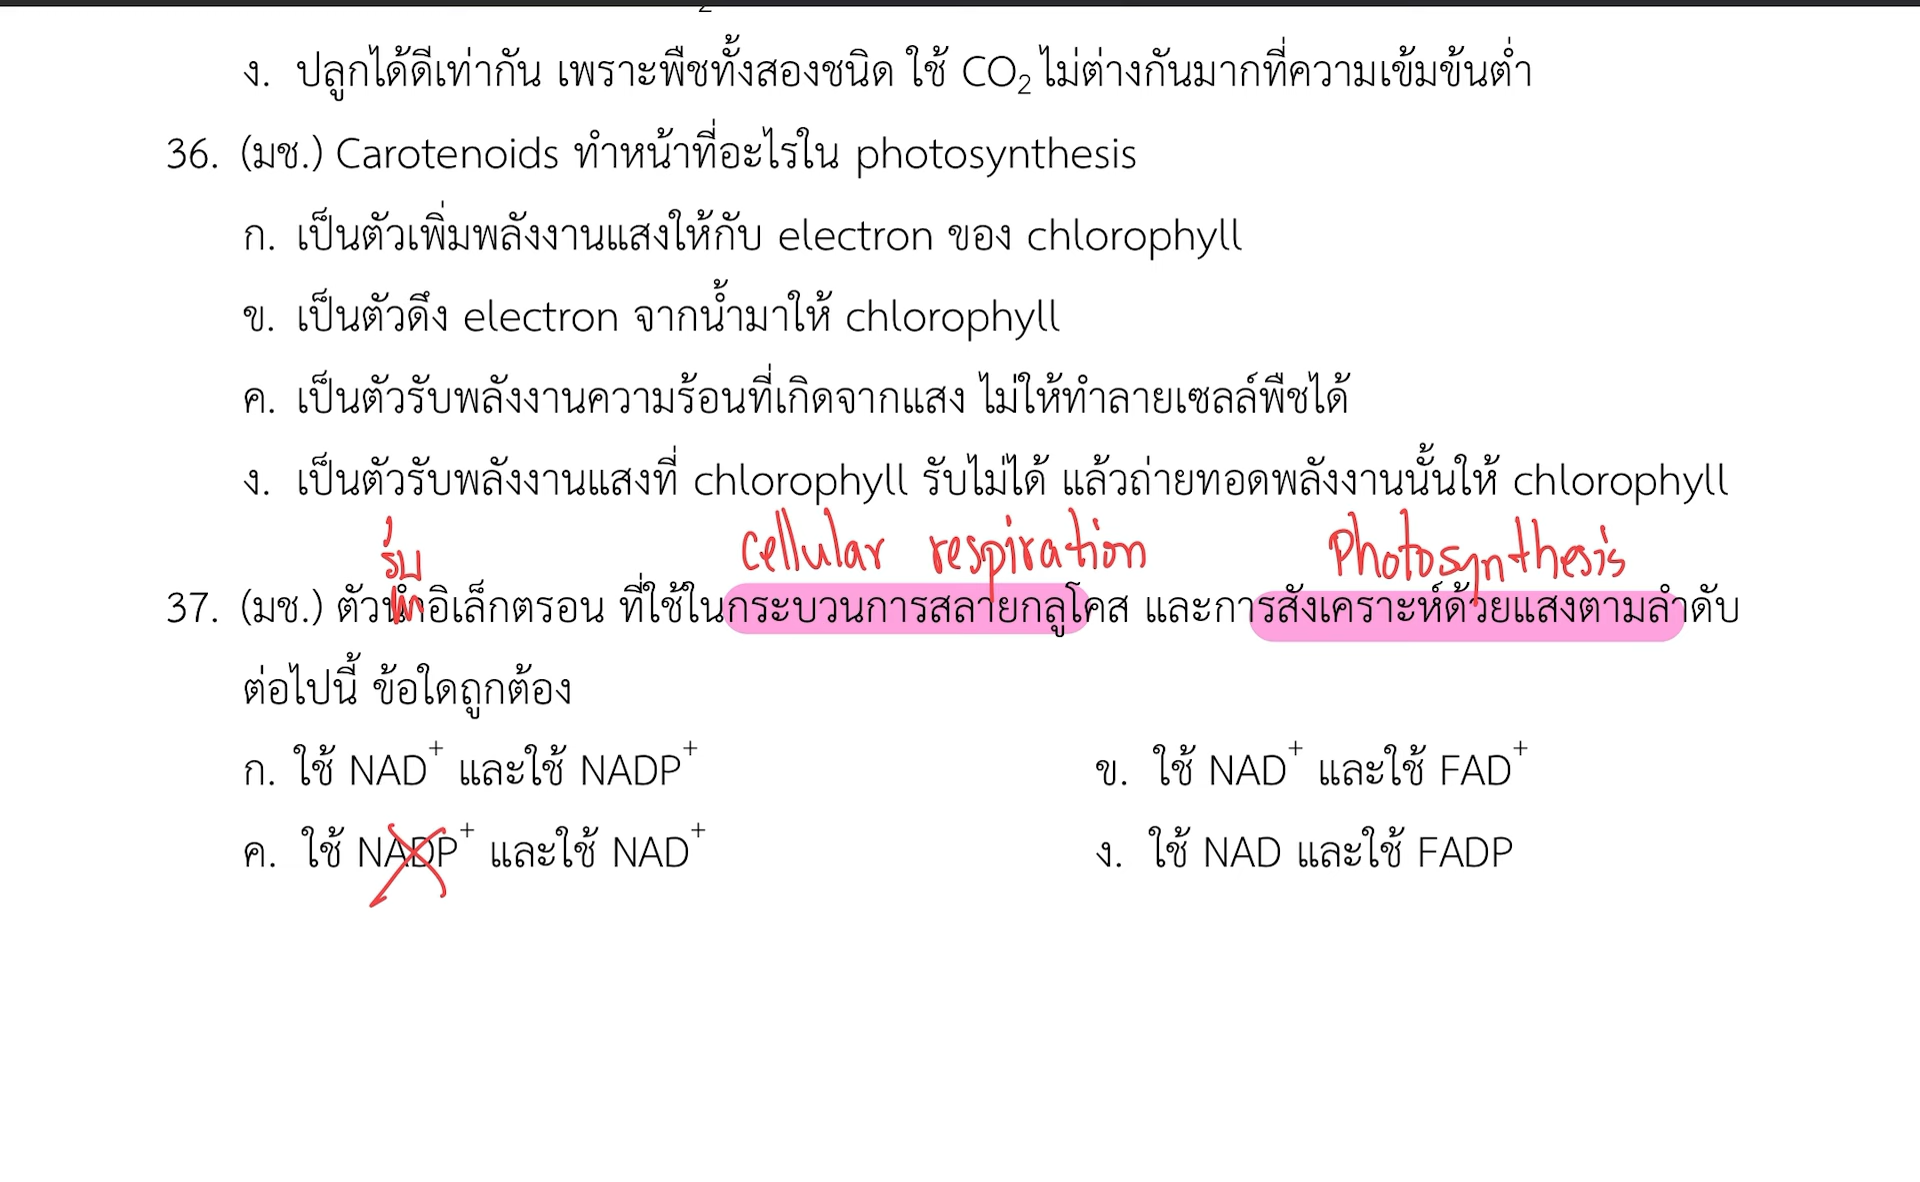 ง. ปลูกได้ดีเท่ากัน เพราะพืชทั้งสองชนิด ใช้ CO₂ ไม่ต่างกันมากที่ความเข้มข้นต่ำ
36. (มช.) Carotenoids ทำหน้าที่อะไรใน photosynthesis
ก. เป็นตัวเพิ่มพลังงานแสงให้กับ electron ของ chlorophyll
ข. เป็นตัวดึง electron จากน้ำมาให้ chlorophyll
ค. เป็นตัวรับพลังงานความร้อนที่เกิดจากแสง ไม่ให้ทำลายเซลล์พืชได้
ง. เป็นตัวรับพลังงานแสงที่ chlorophyll รับไม่ได้ แล้วถ่ายทอดพลังงานนั้นให้ chlorophyll
รับ cellular respiration Photosynthesis
37. (มช.) ตัวนำอิเล็กตรอน ที่ใช้ในกระบวนการสลายกลูโคส และการสังเคราะห์ด้วยแสงตามลำดับ
ต่อไปนี้ ข้อใดถูกต้อง
ก. ใช้ NAD⁺ และใช้ NADP⁺ ข. ใช้ NAD⁺ และใช้ FAD⁺
ค. ใช้ NADP⁺ และใช้ NAD⁺ ง. ใช้ NAD และใช้ FADP